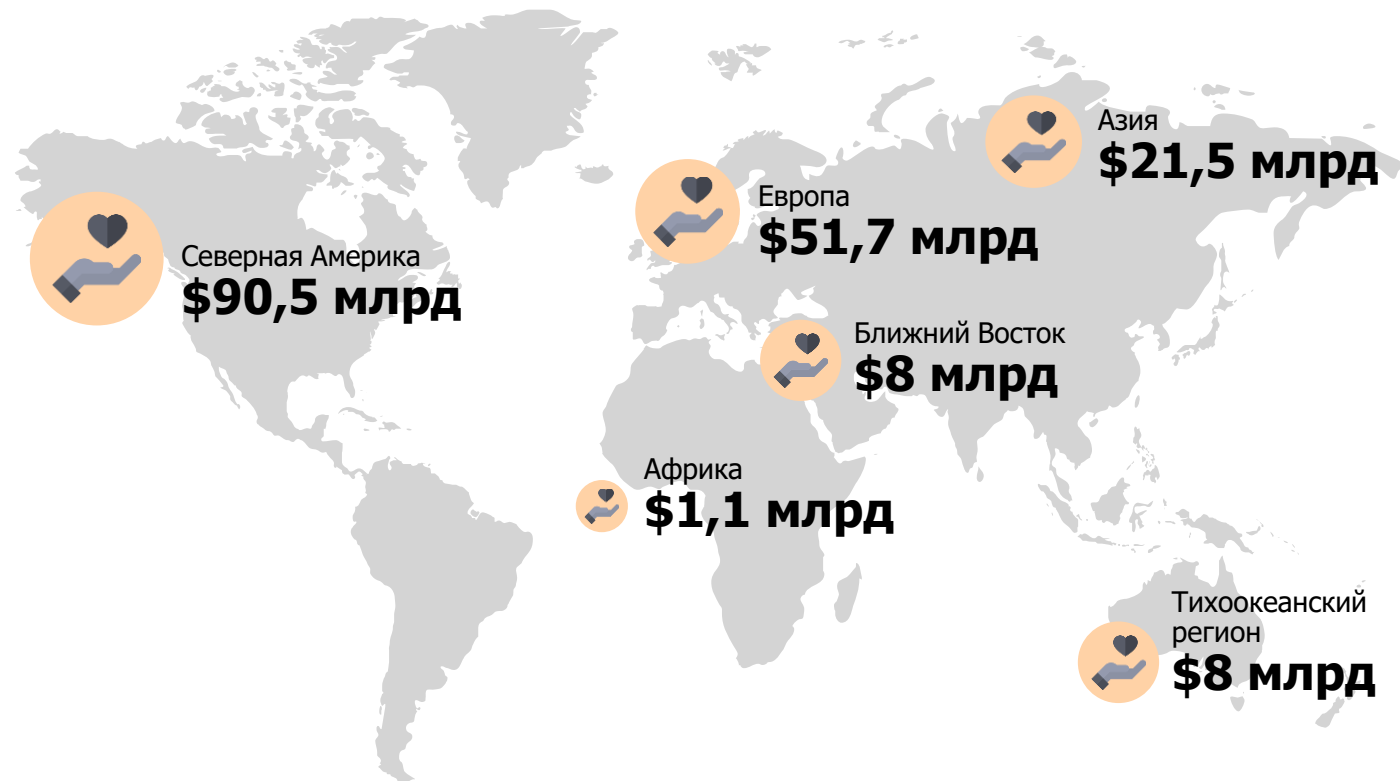 Азия
$21,5 млрд
Европа
$51,7 млрд
Северная Америка
$90,5 млрд
Ближний Восток
$8 млрд
Африка
$1,1 млрд
Тихоокеанский
регион
$8 млрд